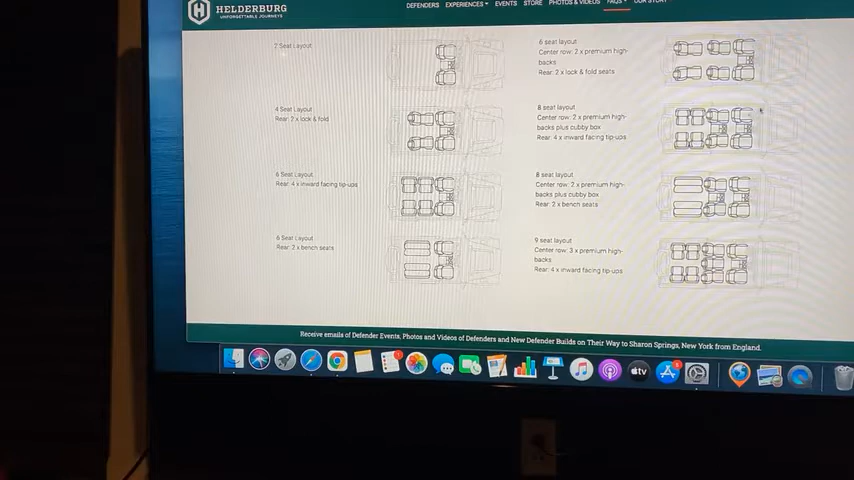 HELDERBURG
UNFORGETTABLE JOURNEYS
DEFENDERS EXPERIENCES EVENTS STORE PHOTOS & VIDEOS FAQS OUR STORY
2 Seat Layout
4 Seat Layout
Rear: 2 x lock & fold
6 Seat Layout
Rear: 4 x inward facing tip-ups
6 Seat Layout
Rear: 2 x bench seats
6 seat layout
Center row: 2 x premium high-
backs
Rear: 2 x lock & fold seats
8 seat layout
Center row: 2 x premium high-
backs plus cubby box
Rear: 4 x inward facing tip-ups
8 seat layout
Center row: 2 x premium high-
backs plus cubby box
Rear: 2 x bench seats
9 seat layout
Center row: 3 x premium high-
backs
Rear: 4 x inward facing tip-ups
Receive emails of Defender Events, Photos and Videos of Defenders and New Defender Builds on Their Way to Sharon Springs, New York from England.
tv